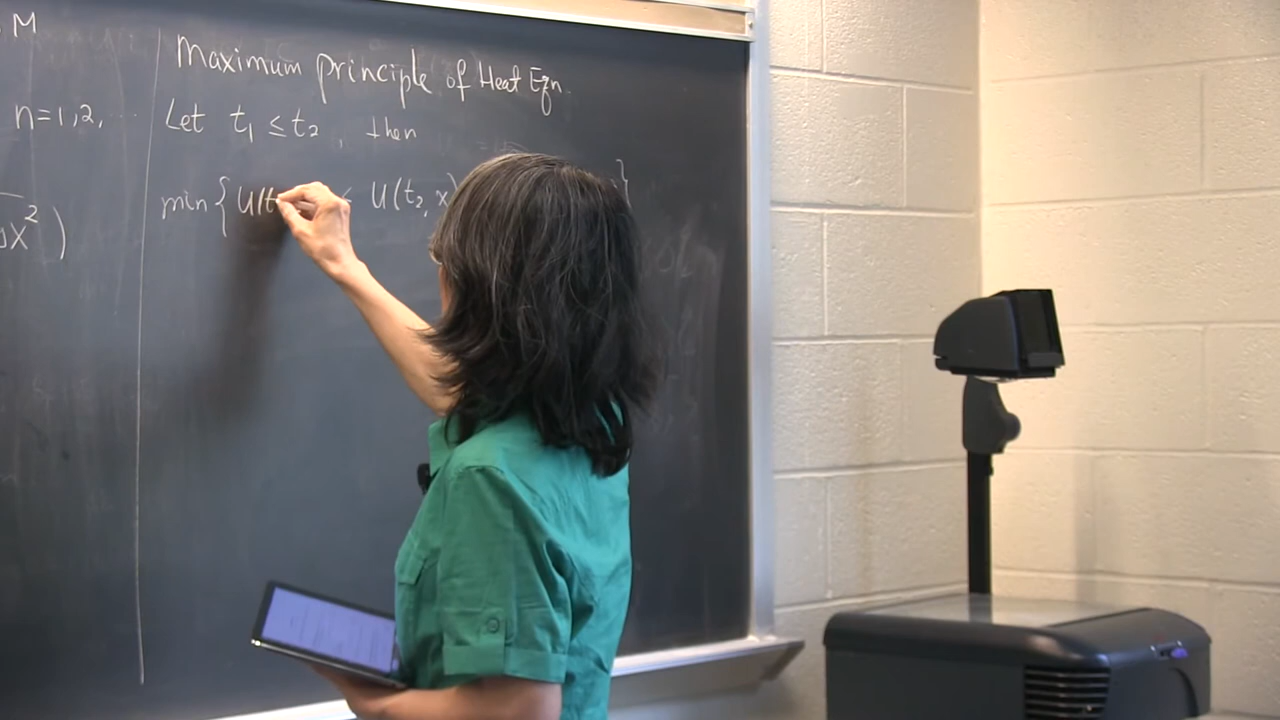 M
n=1,2, ...
x²)
Maximum principle of Heat Eqn.
Let t₁ ≤ t₂, then
min{ U(t ≤ U(t₂, x) }